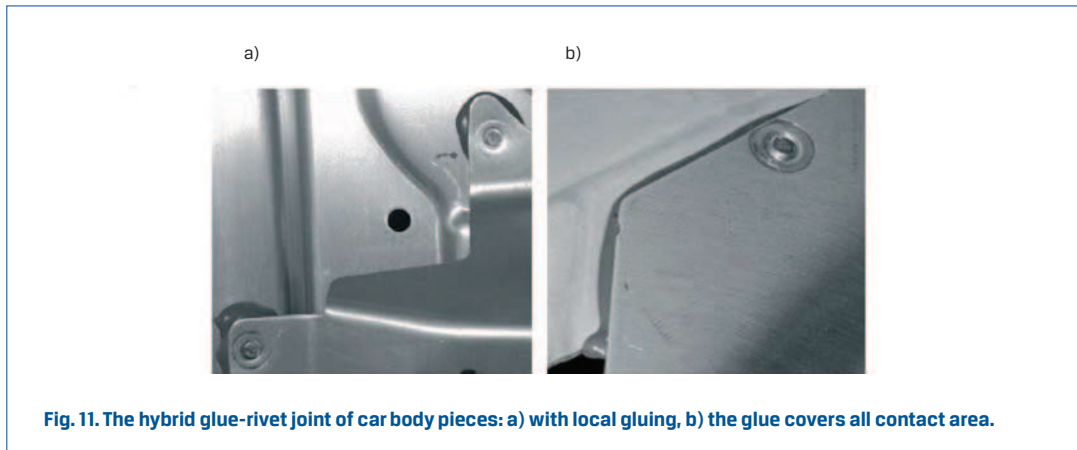 a)
b)
Fig. 11. The hybrid glue-rivet joint of car body pieces: a) with local gluing, b) the glue covers all contact area.